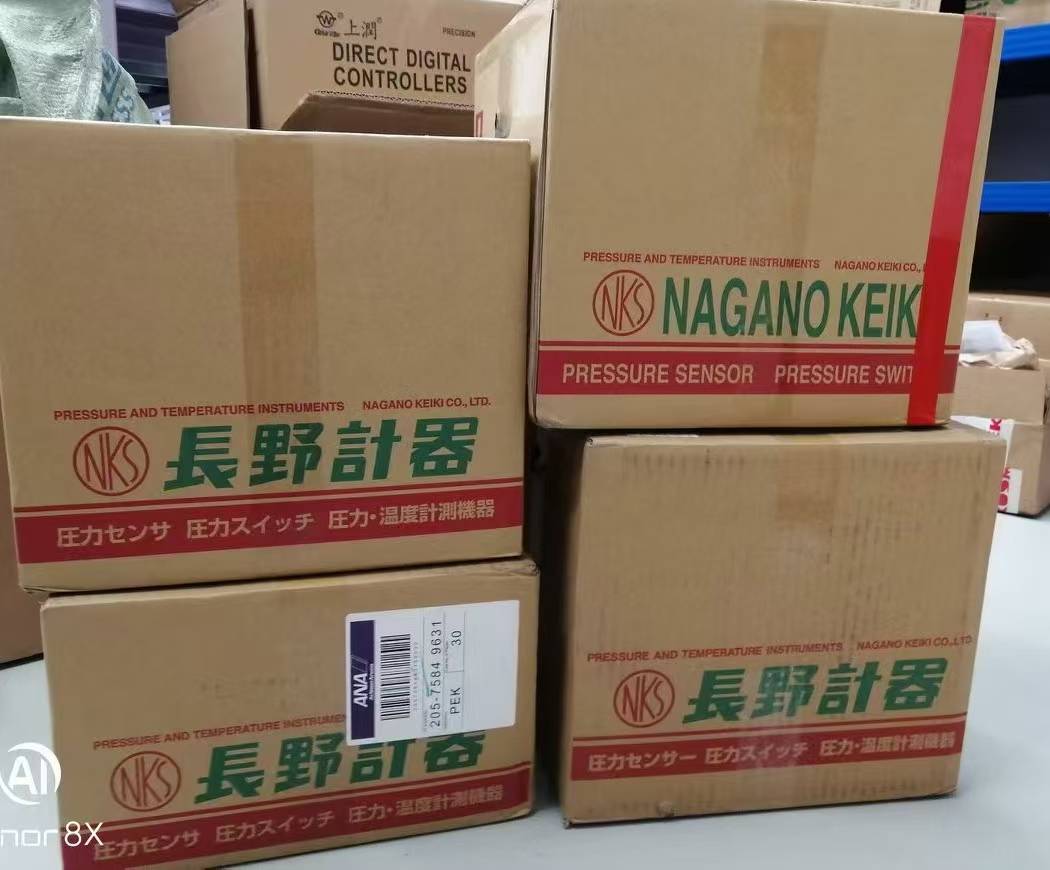 上潤®
PRECISION
DIRECT DIGITAL
CONTROLLERS
PRESSURE AND TEMPERATURE INSTRUMENTS NAGANO KEIKI CO.,
NKS NAGANO KEIK
PRESSURE SENSOR PRESSURE SWIT
PRESSURE AND TEMPERATURE INSTRUMENTS NAGANO KEIKI CO., LTD.
NKS 長野計器
圧力センサ 圧力スイッチ 圧力・温度計測機器
PRESSURE AND TEMPERATURE INSTRUMEN
NKS 長野計器
圧力センサ 圧力スイッチ 圧力・温度計測機器
ANA
205-7584 9631
PEK 30
PRESSURE AND TEMPERATURE INSTRUMENTS NAGANO KEIKI CO., LTD.
NKS 長野計器
圧力センサー 圧力スイッチ 圧力・温度計測機器
AI
nor 8X